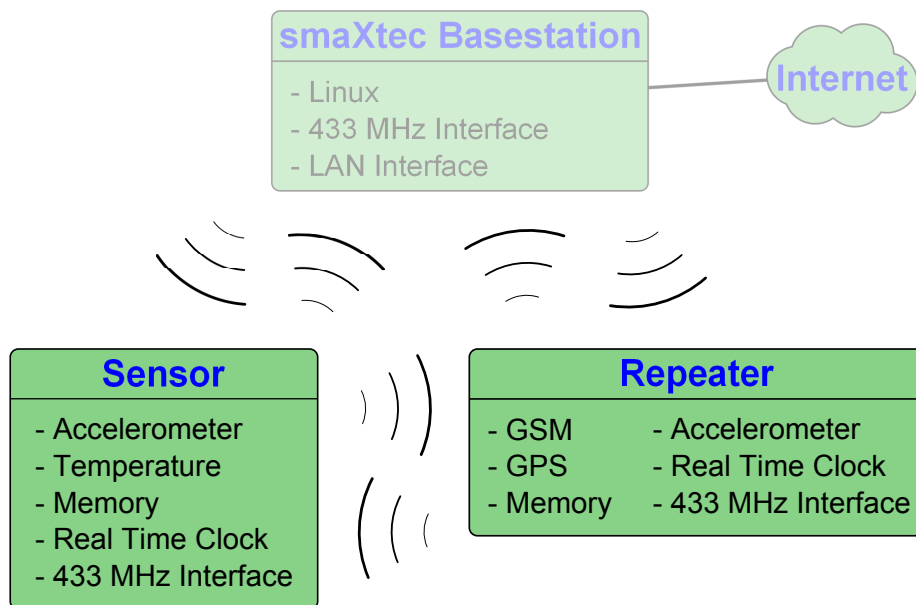 smaXtec Basestation
- Linux
- 433 MHz Interface
- LAN Interface
Internet
Sensor
- Accelerometer
- Temperature
- Memory
- Real Time Clock
- 433 MHz Interface
Repeater
- GSM
- GPS
- Memory
- Accelerometer
- Real Time Clock
- 433 MHz Interface